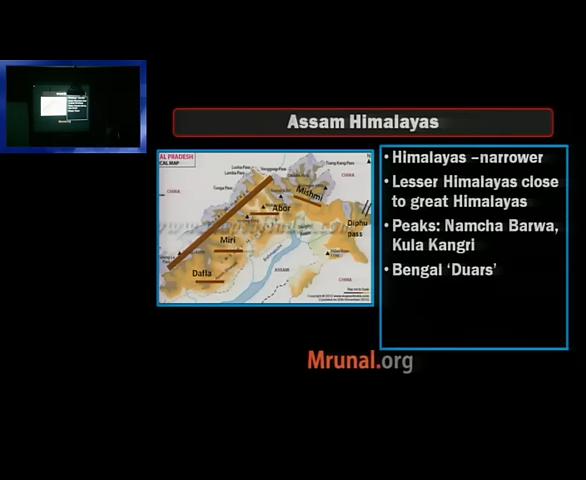 Assam Himalayas
AL PRADESH
CAL MAP
CHINA
Abor
Mishmi
Diphu
pass
Miri
Dafla
ASSAM
CHINA
• Himalayas –narrower
• Lesser Himalayas close
to great Himalayas
• Peaks: Namcha Barwa,
Kula Kangri
• Bengal ‘Duars’
Mrunal.org